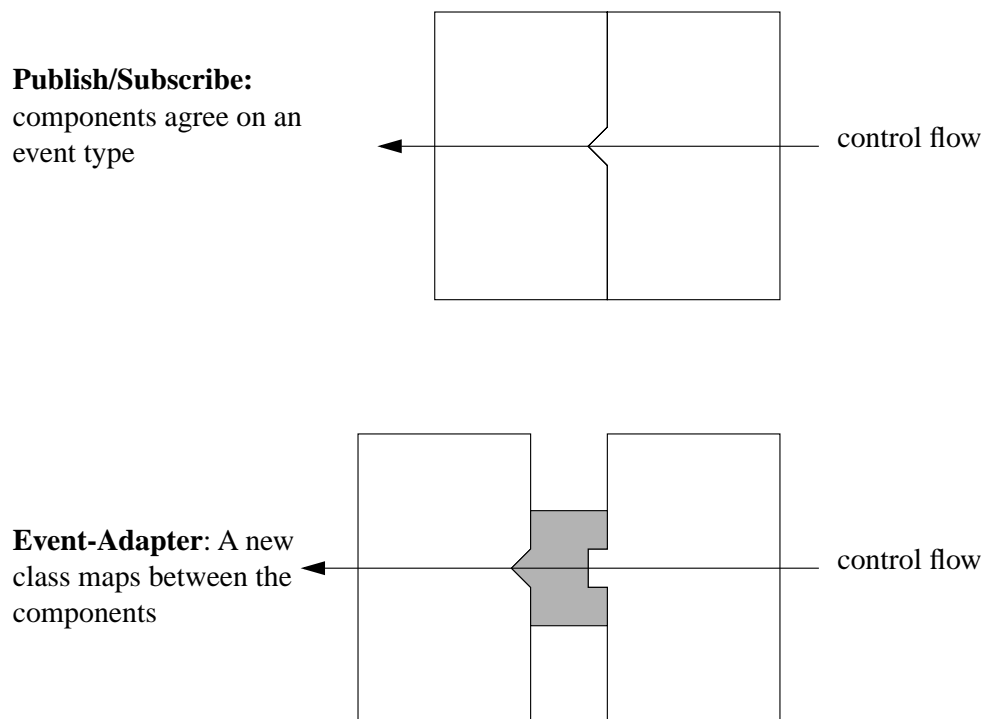 Publish/Subscribe:
components agree on an
event type
control flow
Event-Adapter: A new
class maps between the
components
control flow